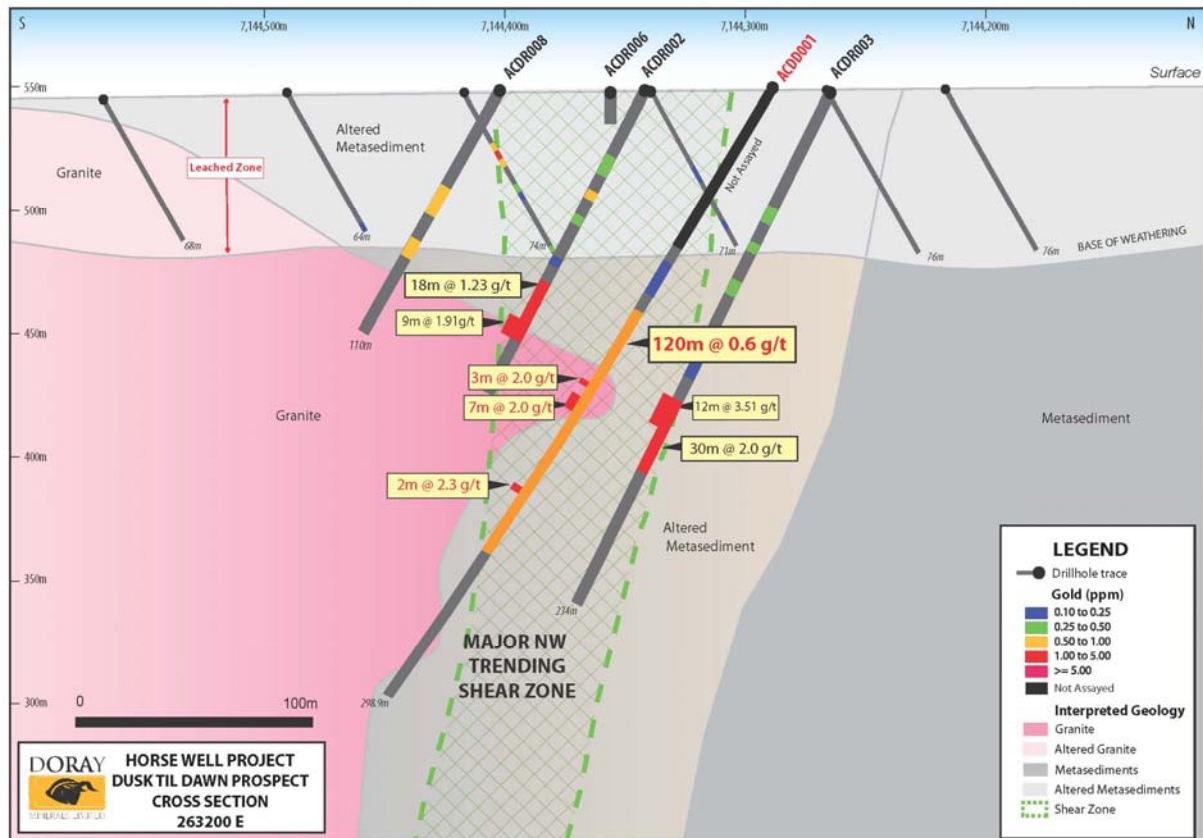 S
7,144,500m
7,144,400m
7,144,300m
7,144,200m
N
ACDR008
ACDR006
ACDR002
ACDD001
ACDR003
Surface
550m
500m
450m
400m
350m
300m
Granite
Leached Zone
Altered
Metasediment
Not Assayed
68m
64m
74m
71m
76m
76m
BASE OF WEATHERING
110m
18m @ 1.23 g/t
9m @ 1.91g/t
120m @ 0.6 g/t
3m @ 2.0 g/t
7m @ 2.0 g/t
12m @ 3.51 g/t
30m @ 2.0 g/t
2m @ 2.3 g/t
Granite
Metasediment
Altered
Metasediment
234m
298.9m
MAJOR NW
TRENDING
SHEAR ZONE
0
100m
DORAY
MINERALS LIMITED
HORSE WELL PROJECT
DUSK TIL DAWN PROSPECT
CROSS SECTION
263200 E
LEGEND
Drillhole trace
Gold (ppm)
0.10 to 0.25
0.25 to 0.50
0.50 to 1.00
1.00 to 5.00
>= 5.00
Not Assayed
Interpreted Geology
Granite
Altered Granite
Metasediments
Altered Metasediments
Shear Zone